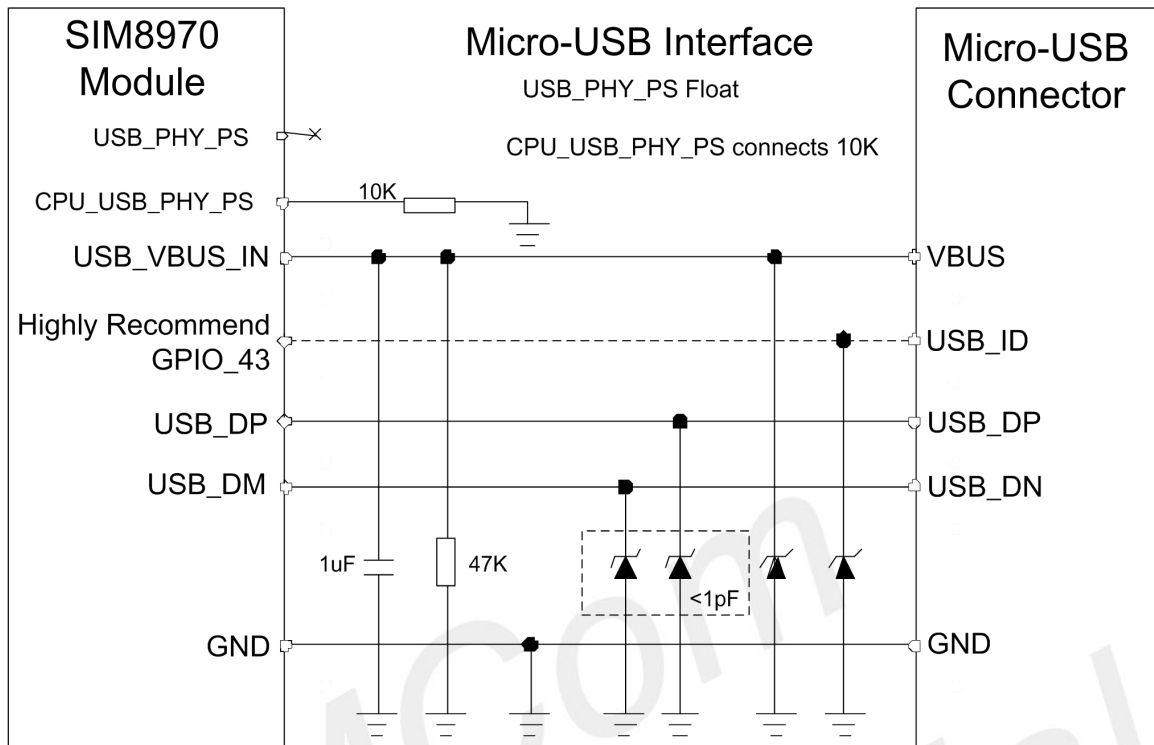 SIM8970
Module
Micro-USB Interface
Micro-USB
Connector
USB_PHY_PS Float
USB_PHY_PS
CPU_USB_PHY_PS connects 10K
CPU_USB_PHY_PS
10K
USB_VBUS_IN
VBUS
Highly Recommend
GPIO_43
USB_ID
USB_DP
USB_DP
USB_DM
USB_DN
1uF
47K
<1pF
GND
GND